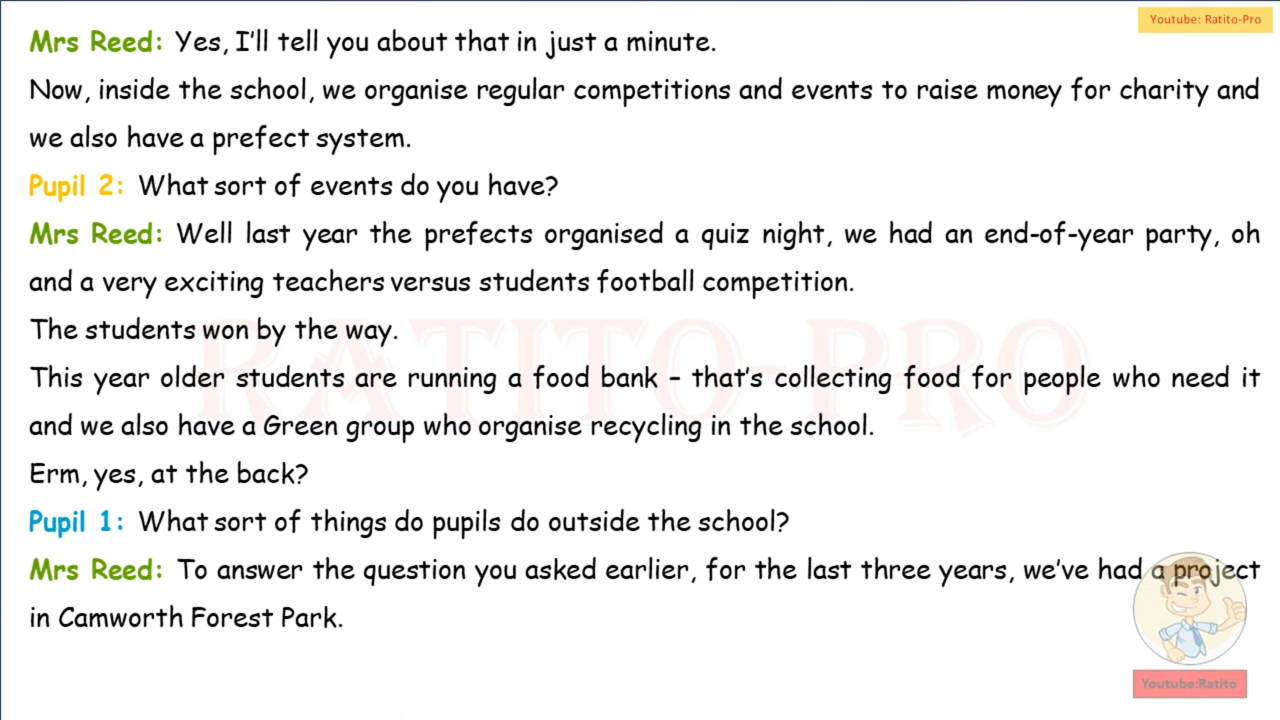 Youtube: Ratito-Pro
Mrs Reed: Yes, I'll tell you about that in just a minute.
Now, inside the school, we organise regular competitions and events to raise money for charity and
we also have a prefect system.
Pupil 2: What sort of events do you have?
Mrs Reed: Well last year the prefects organised a quiz night, we had an end-of-year party, oh
and a very exciting teachers versus students football competition.
The students won by the way.
RATITO-PRO
This year older students are running a food bank – that's collecting food for people who need it
and we also have a Green group who organise recycling in the school.
Erm, yes, at the back?
Pupil 1: What sort of things do pupils do outside the school?
Mrs Reed: To answer the question you asked earlier, for the last three years, we've had a project
in Camworth Forest Park.
Youtube:Ratito